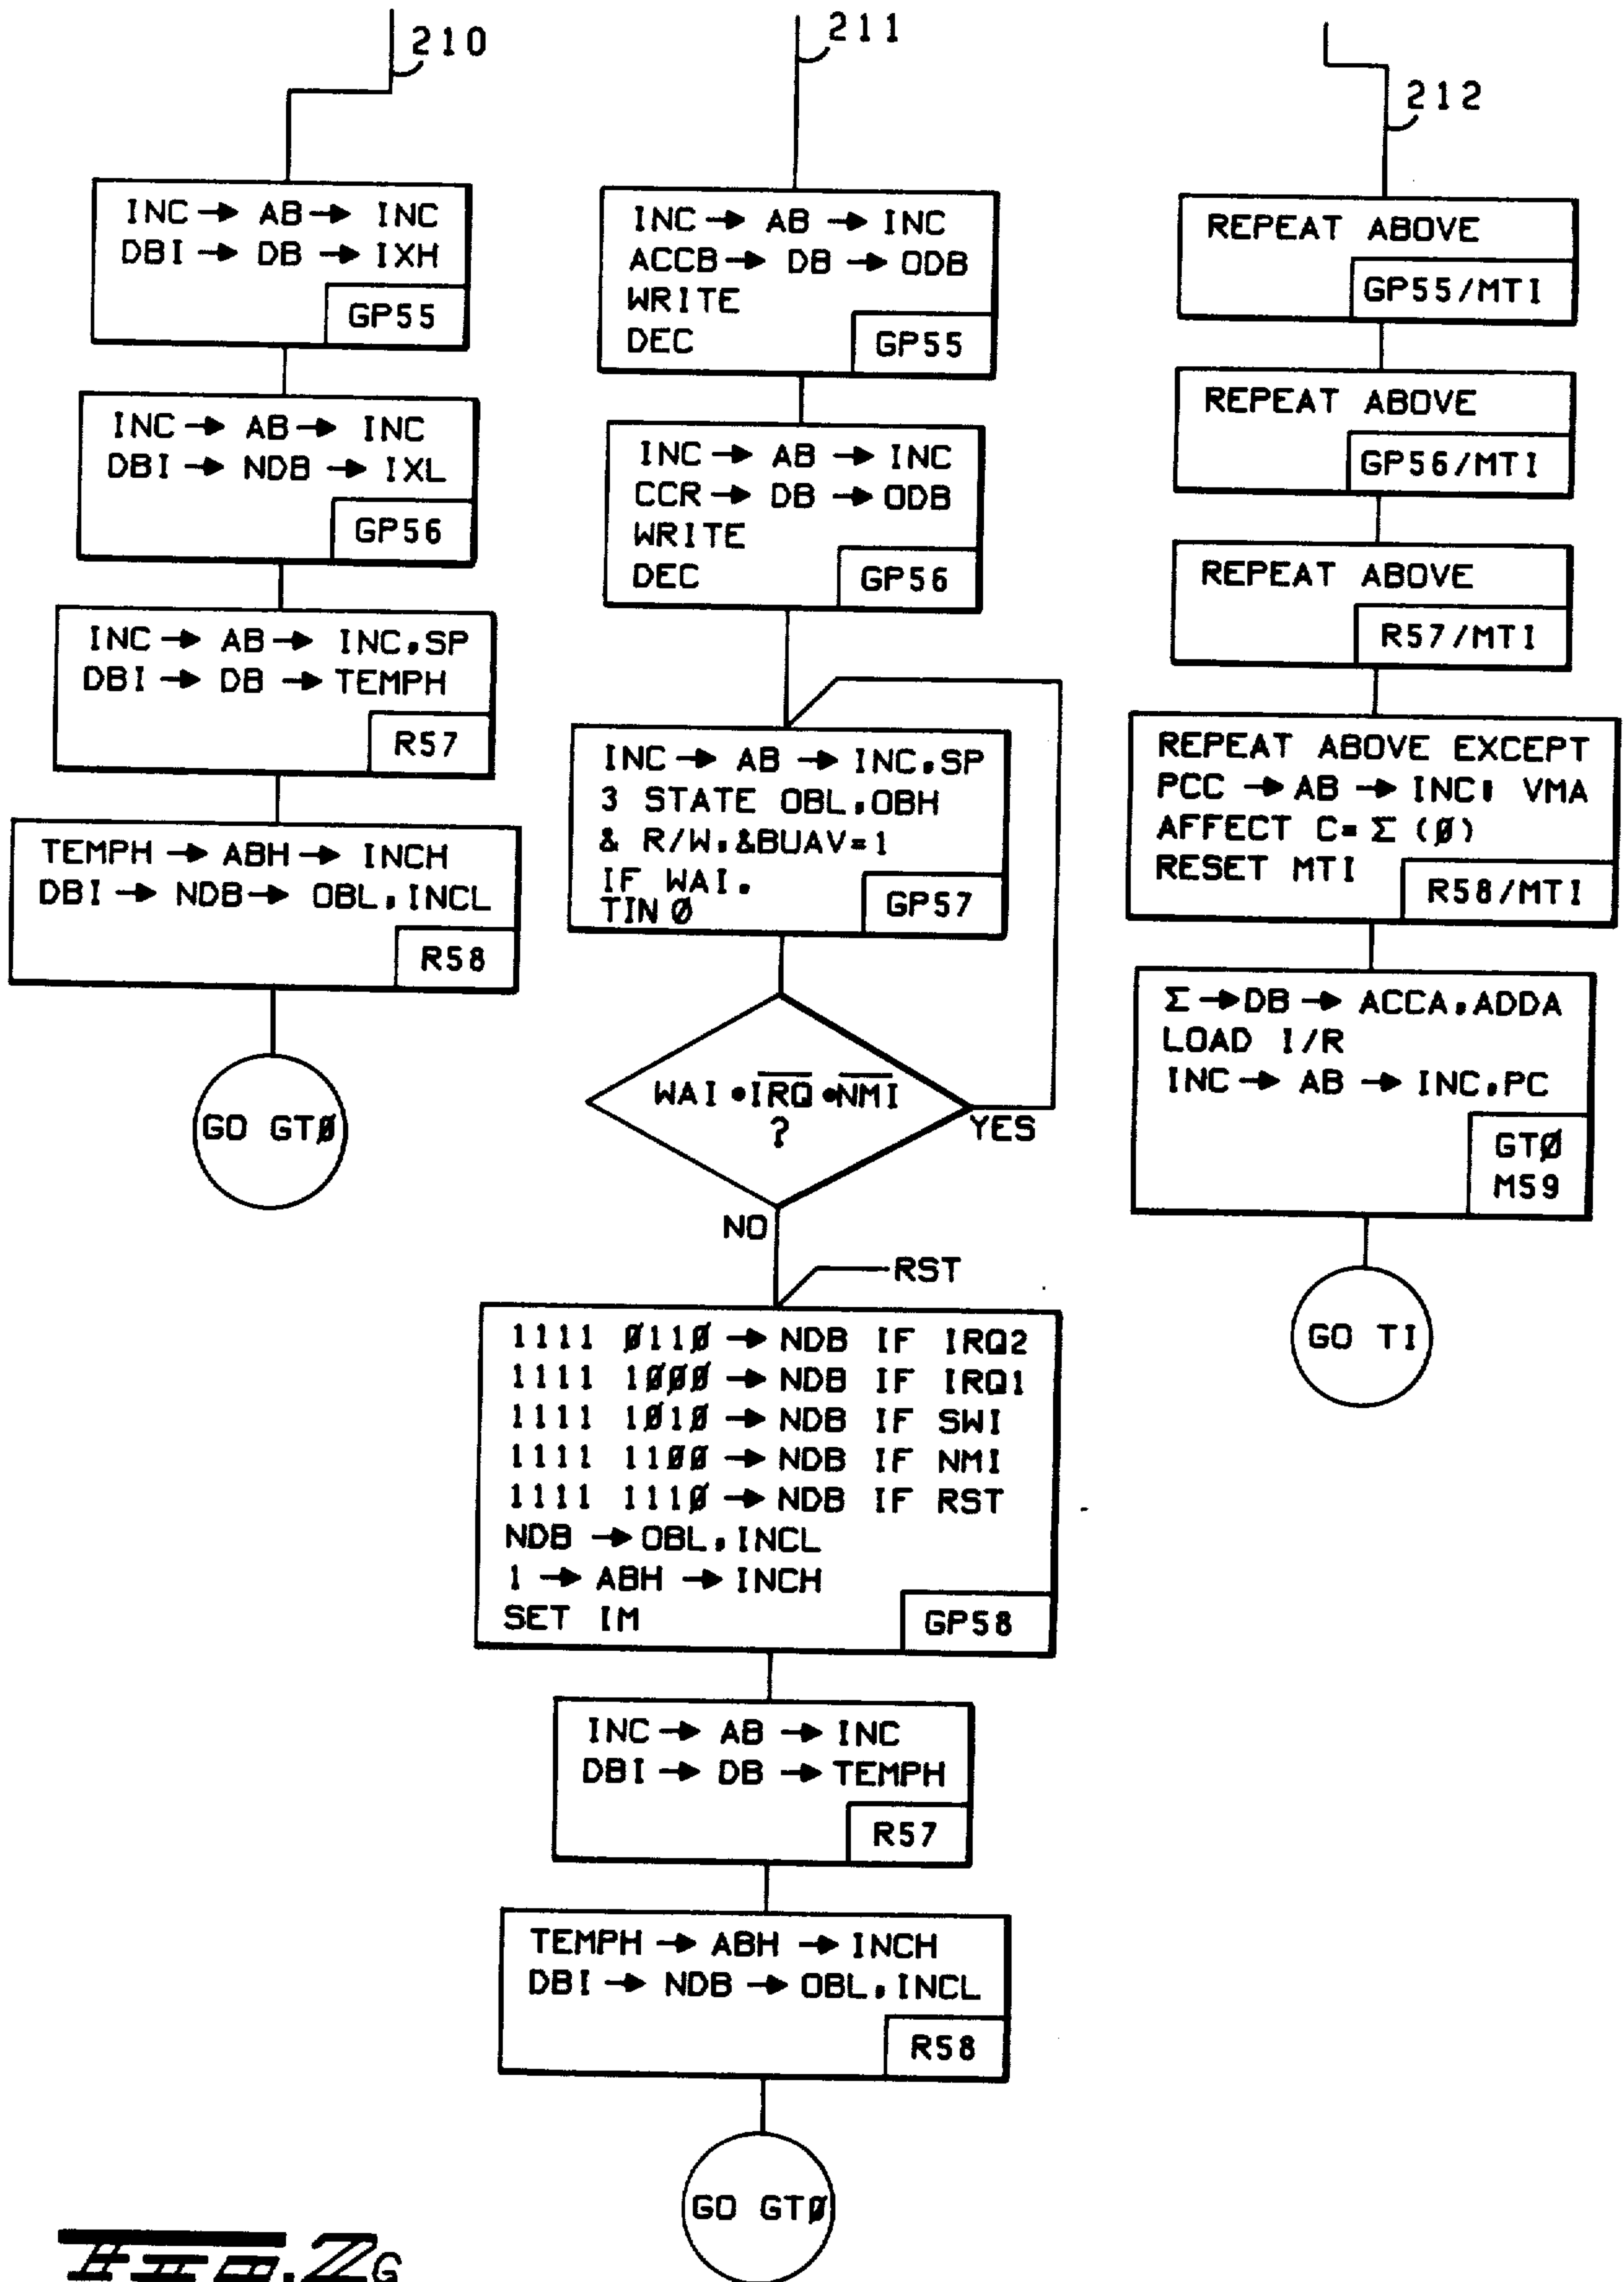 210
INC → AB → INC
DBI → DB → IXH
GP55
INC → AB → INC
DBI → NDB → IXL
GP56
INC → AB → INC,SP
DBI → DB → TEMPH
R57
TEMPH → ABH → INCH
DBI → NDB → OBL,INCL
R58
GO GTØ
211
INC → AB → INC
ACCB → DB → ODB
WRITE
DEC
GP55
INC → AB → INC
CCR → DB → ODB
WRITE
DEC
GP56
INC → AB → INC,SP
3 STATE OBL,OBH
& R/W,&BUAV=1
IF WAI.
TIN Ø
GP57
WAI •I̅R̅Q̅ •N̅M̅I̅
?
YES
NO
RST
1111 Ø11Ø → NDB IF IRQ2
1111 1ØØØ → NDB IF IRQ1
1111 1Ø1Ø → NDB IF SWI
1111 11ØØ → NDB IF NMI
1111 111Ø → NDB IF RST
NDB → OBL,INCL
1 → ABH → INCH
SET IM
GP58
INC → AB → INC
DBI → DB → TEMPH
R57
TEMPH → ABH → INCH
DBI → NDB → OBL,INCL
R58
GO GTØ
212
REPEAT ABOVE
GP55/MTI
REPEAT ABOVE
GP56/MTI
REPEAT ABOVE
R57/MTI
REPEAT ABOVE EXCEPT
PCC → AB → INC; VMA
AFFECT C= Σ (Ø)
RESET MTI
R58/MTI
Σ → DB → ACCA,ADDA
LOAD I/R
INC → AB → INC,PC
GTØ
M59
GO TI
FIG. 2G